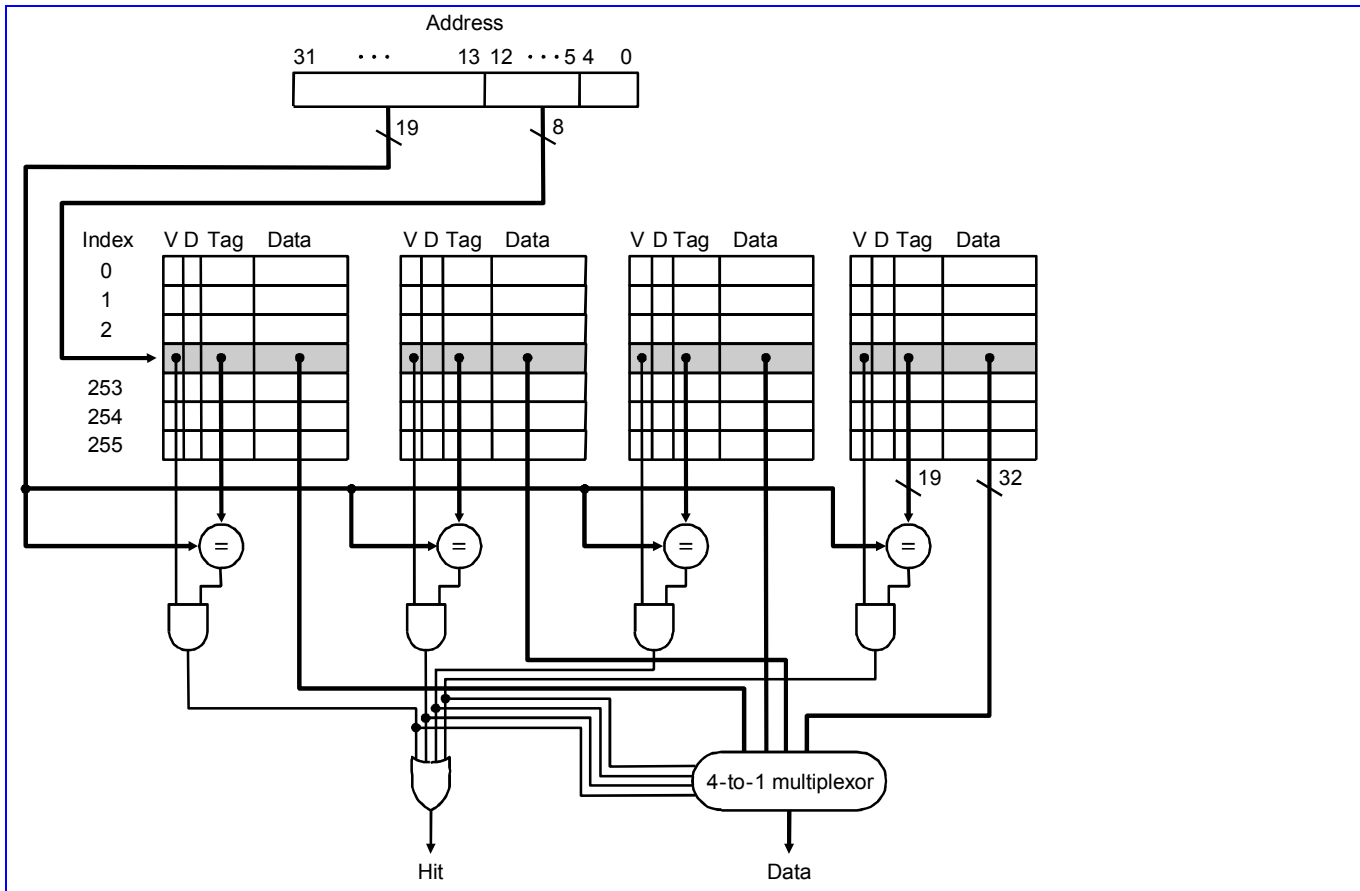 Address
31 ··· 13 12 ···5 4 0
19 8
Index V D Tag Data V D Tag Data V D Tag Data V D Tag Data
0
1
2
253
254
255
19 32
= = = =
4-to-1 multiplexor
Hit Data